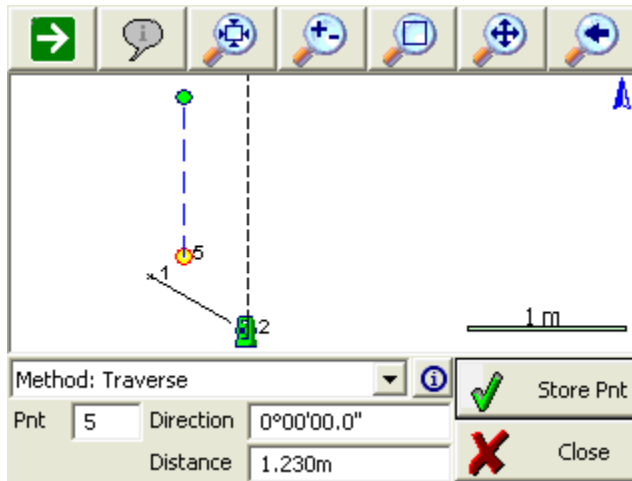 5
1
2
1 m
Method: Traverse
Store Pnt
Pnt 5 Direction 0°00'00.0"
Close
Distance 1.230m